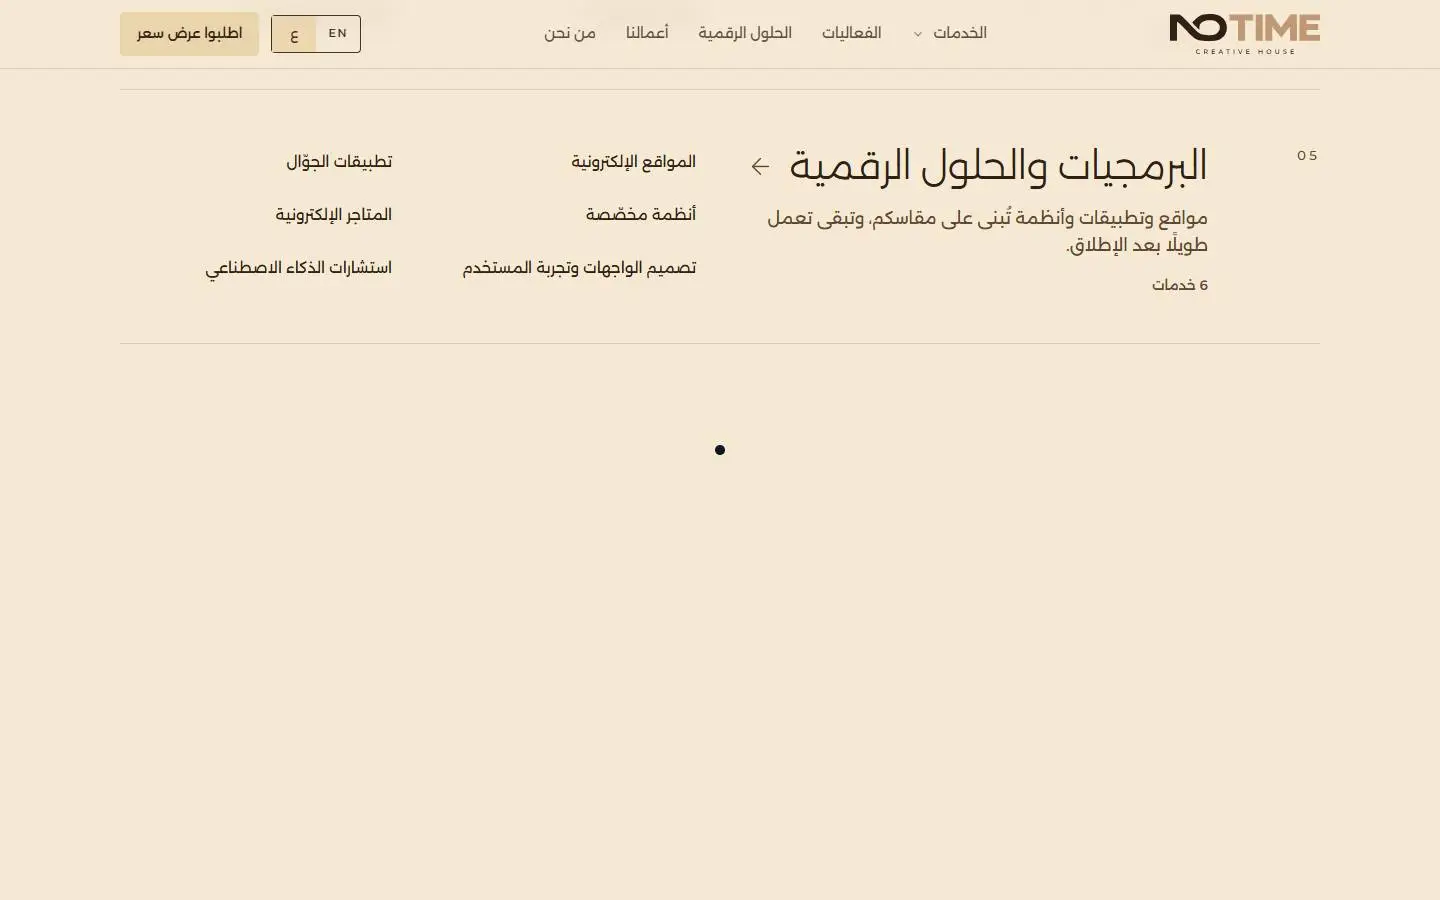 NOTIME
CREATIVE HOUSE
الخدمات
الفعاليات
الحلول الرقمية
أعمالنا
من نحن
EN
ع
اطلبوا عرض سعر
05
البرمجيات والحلول الرقمية ←
مواقع وتطبيقات وأنظمة تُبنى على مقاسكم، وتبقى تعمل
طويلًا بعد الإطلاق.
6 خدمات
المواقع الإلكترونية
تطبيقات الجوّال
أنظمة مخصّصة
المتاجر الإلكترونية
تصميم الواجهات وتجربة المستخدم
استشارات الذكاء الاصطناعي